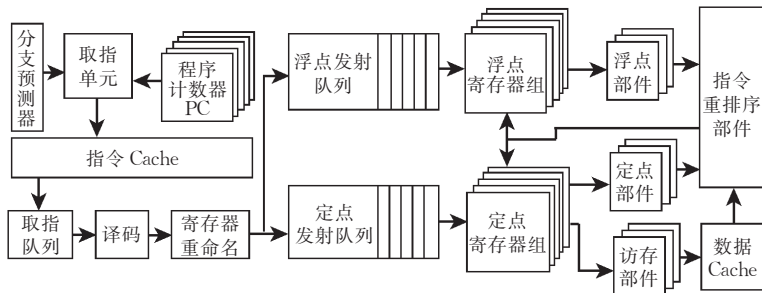 分支预测器
取指
单元
程序
计数器
PC
浮点发射
队列
浮点
寄存器组
浮点
部件
指令
重排序
部件
指令 Cache
取指
队列
译码
寄存器
重命名
定点
发射队列
定点
寄存器组
定点
部件
访存
部件
数据
Cache